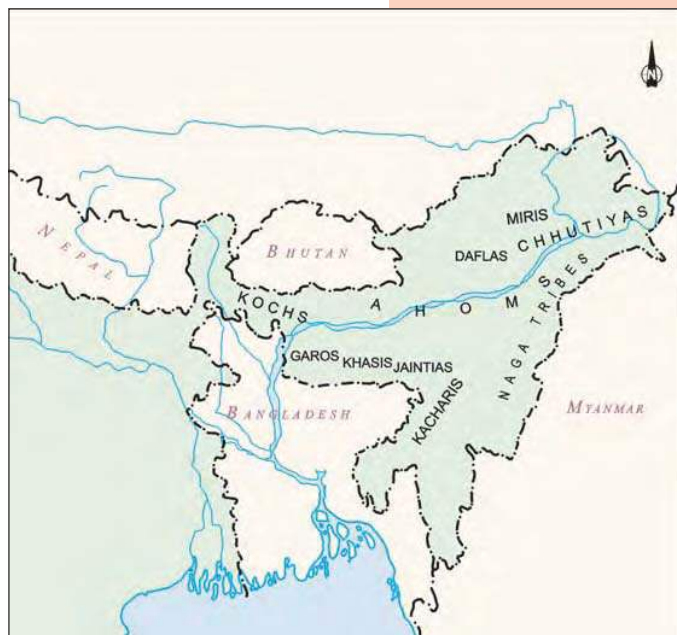 N
MIRIS
CHHUTIYAS
DAFLAS
NEPAL
BHUTAN
KOCHS
AHOMS
NAGA TRIBES
GAROS KHASIS JAINTIAS
KACHARIS
BANGLADESH
MYANMAR